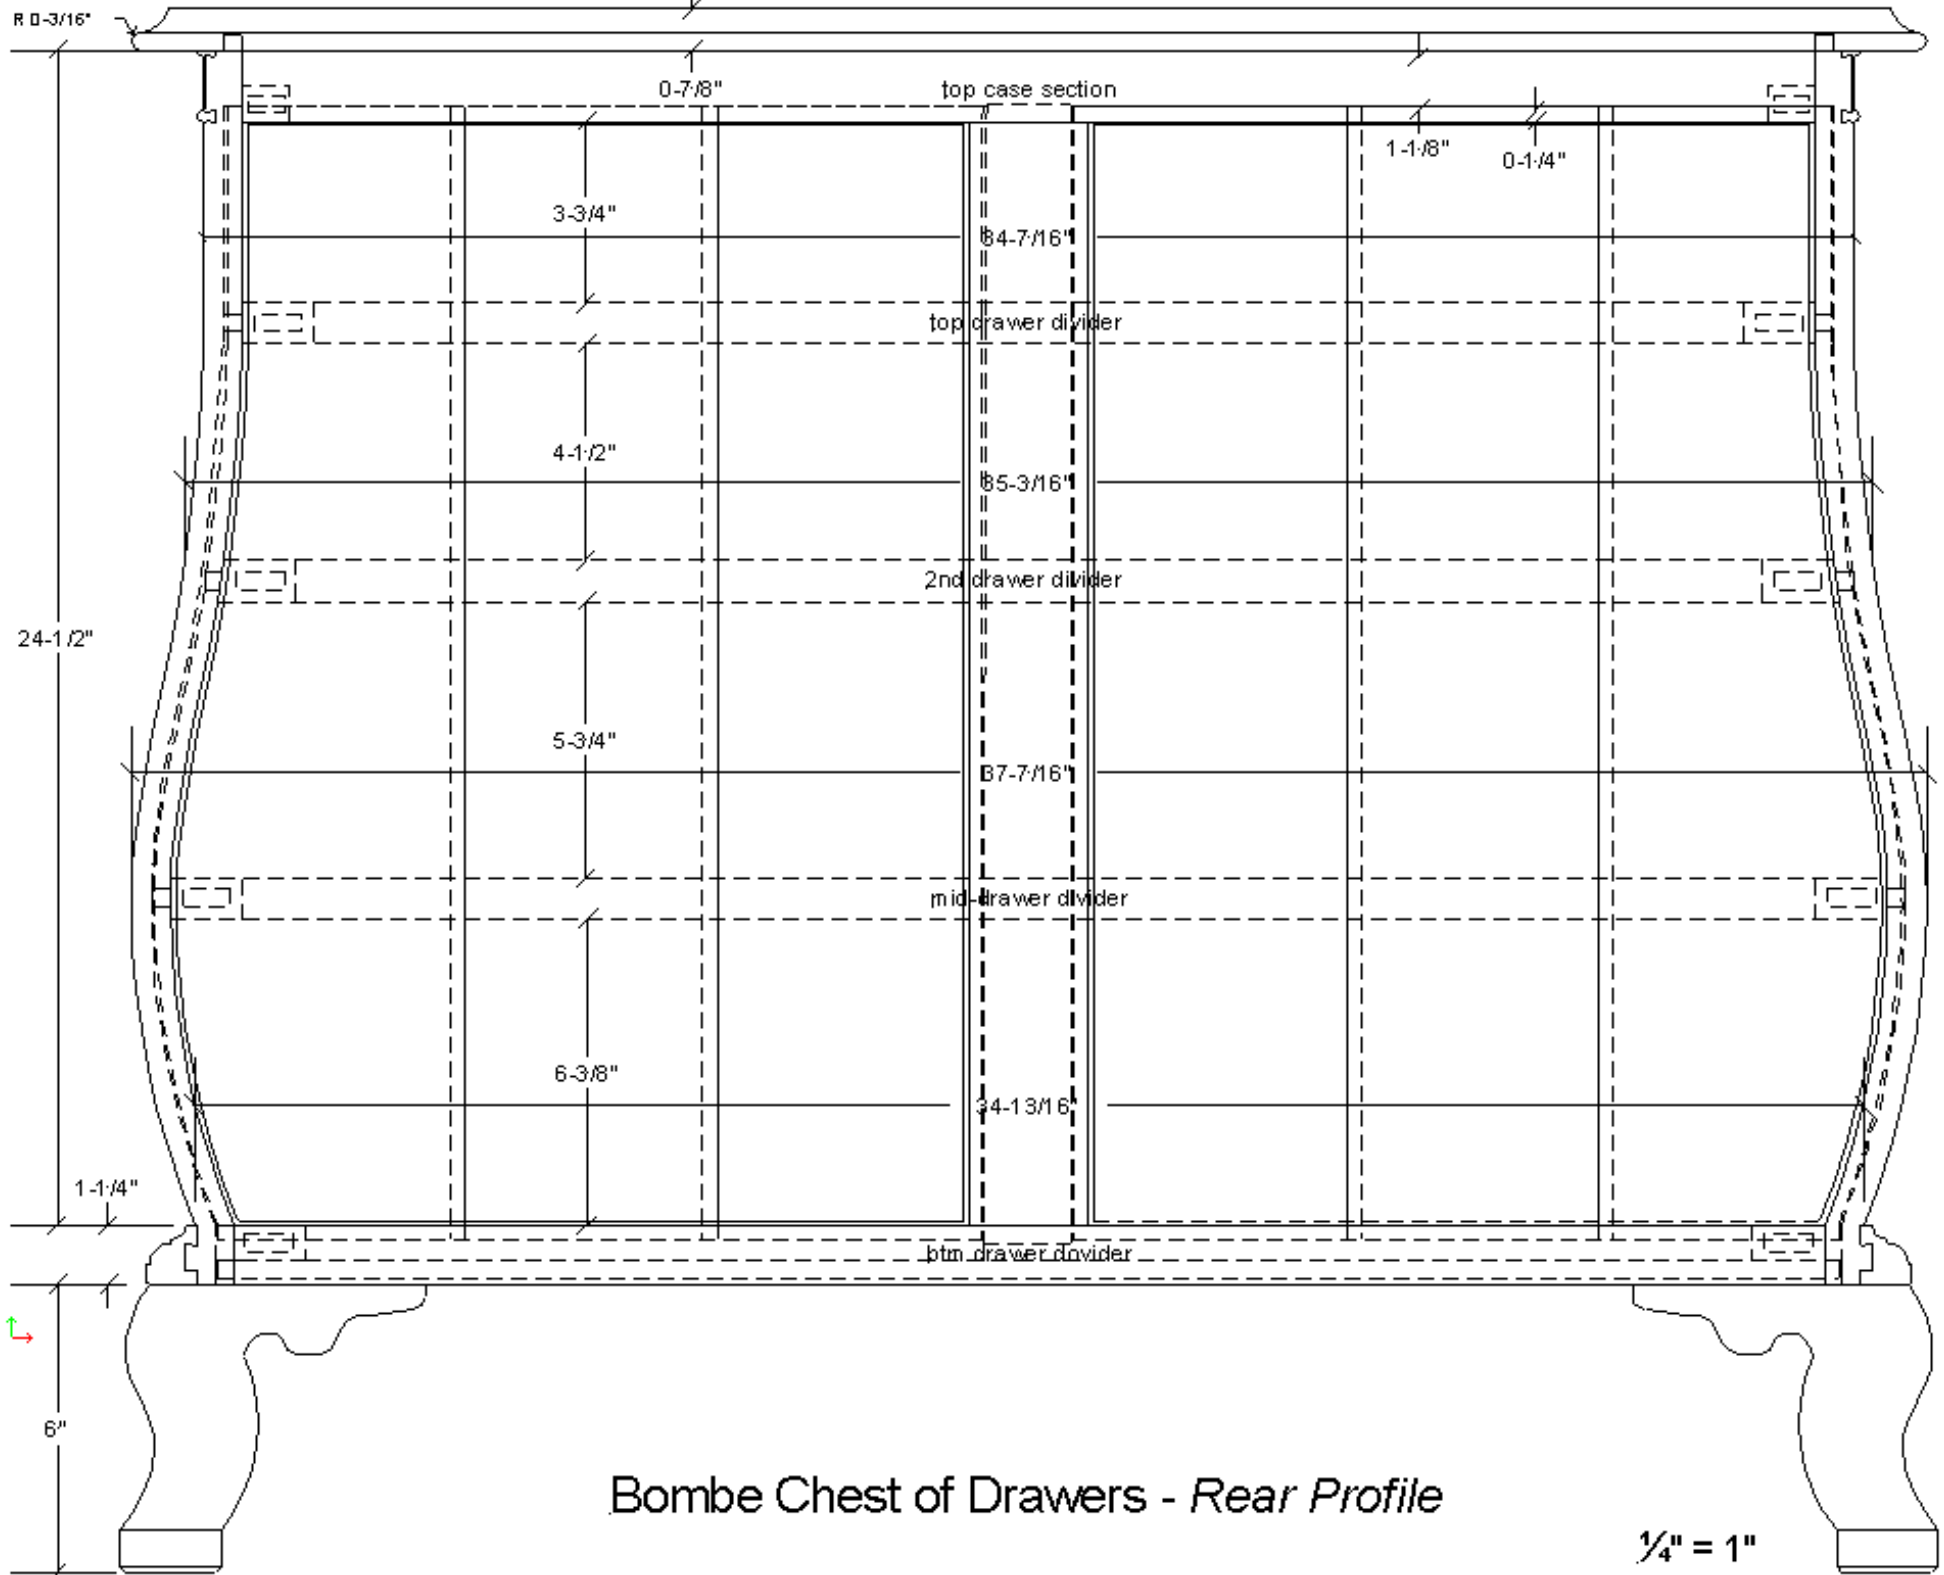 R 0-3/16"
0-7/8"
top case section
1-1/8"
0-1/4"
3-3/4"
34-7/16"
top drawer divider
4-1/2"
35-3/16"
2nd drawer divider
24-1/2"
5-3/4"
37-7/16"
mid-drawer divider
6-3/8"
34-13/16"
1-1/4"
btm drawer dovider
6"
Bombe Chest of Drawers - Rear Profile
¼" = 1"